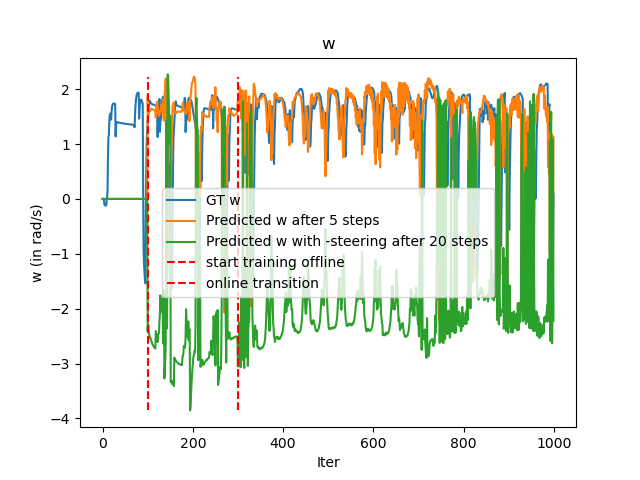 w
2
1
0
−1
−2
−3
−4
w (in rad/s)
GT w
Predicted w after 5 steps
Predicted w with -steering after 20 steps
start training offline
online transition
0 200 400 600 800 1000
Iter